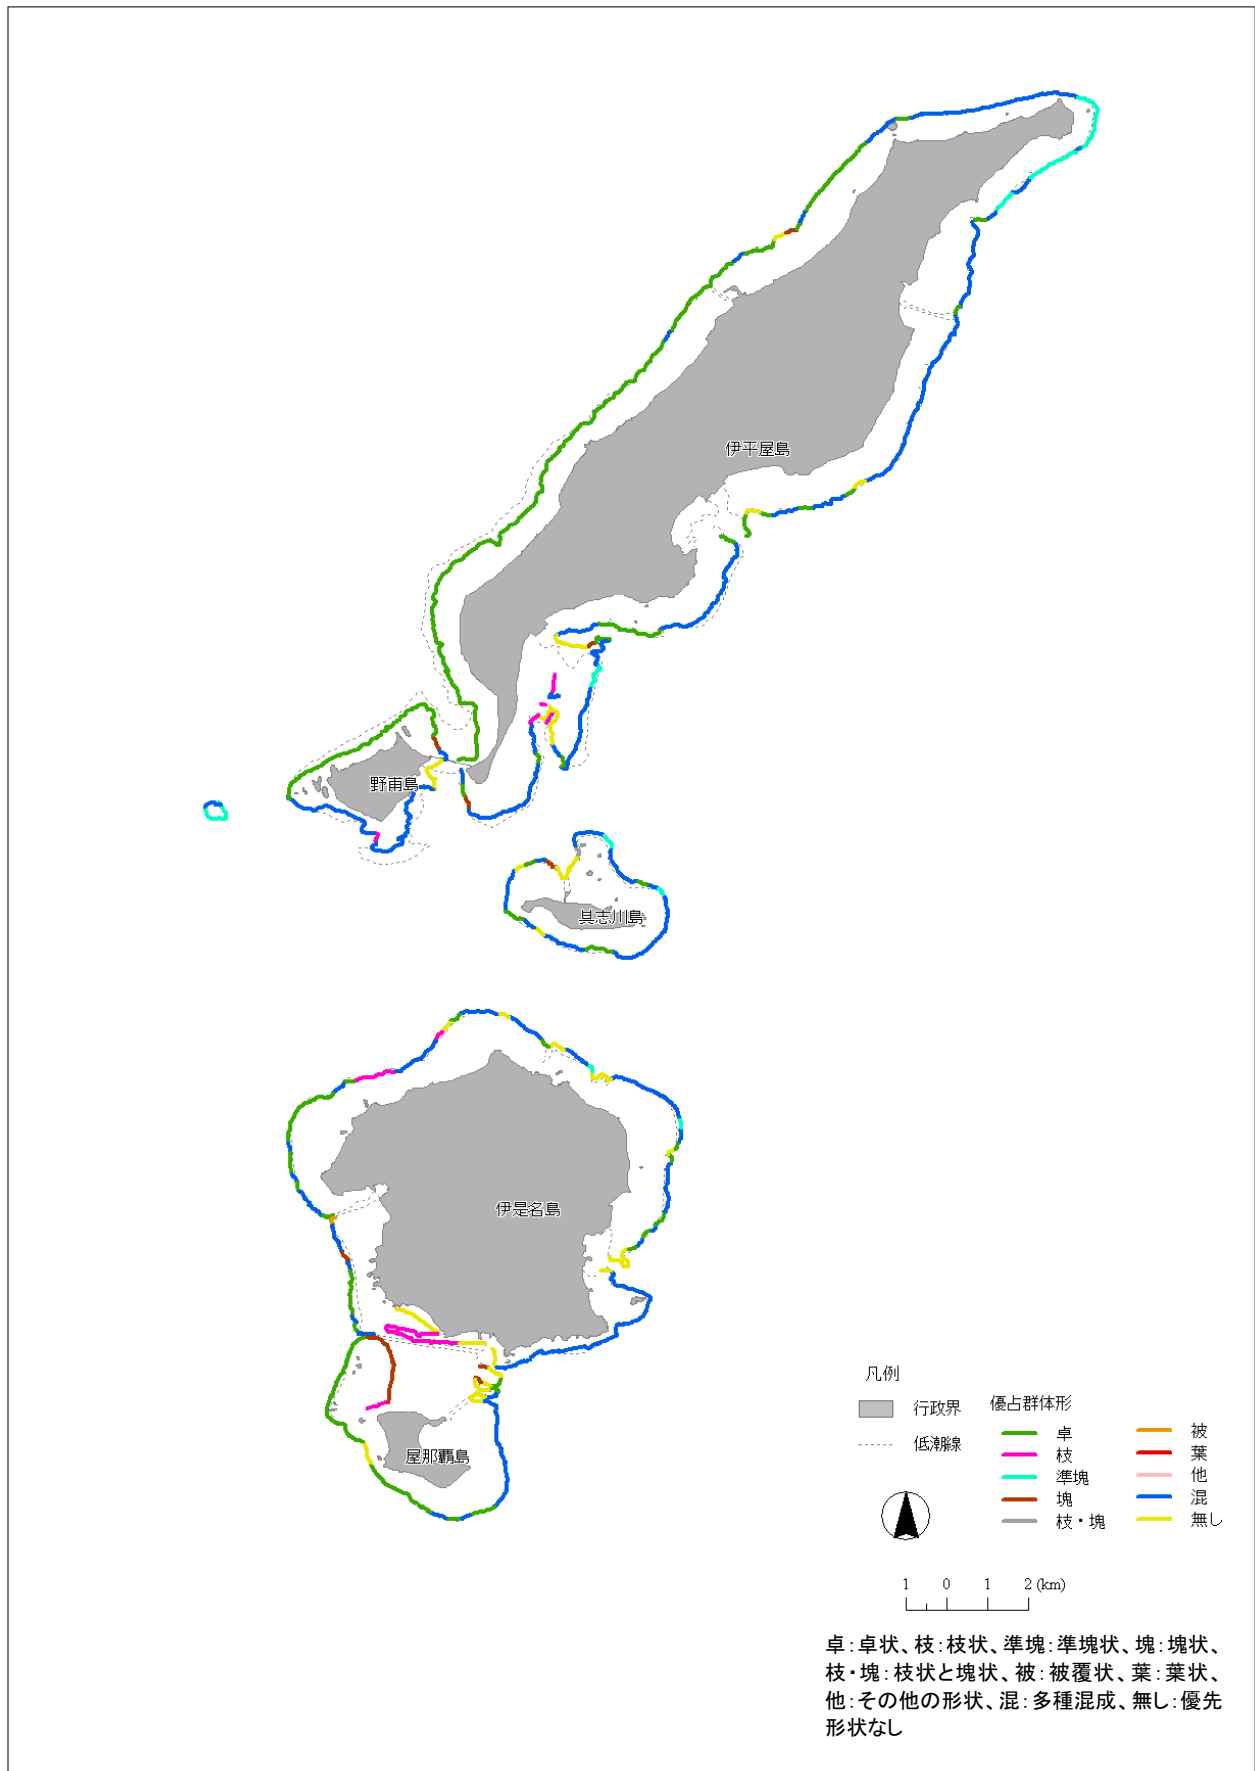 伊平屋島
野甫島
具志川島
伊是名島
屋那覇島
凡例
行政界
低潮線
優占群体形
卓
枝
準塊
塊
枝・塊
被
葉
他
混
無し
1 0 1 2 (km)
卓：卓状、枝：枝状、準塊：準塊状、塊：塊状、
枝・塊：枝状と塊状、被：被覆状、葉：葉状、
他：その他の形状、混：多種混成、無し：優先
形状なし